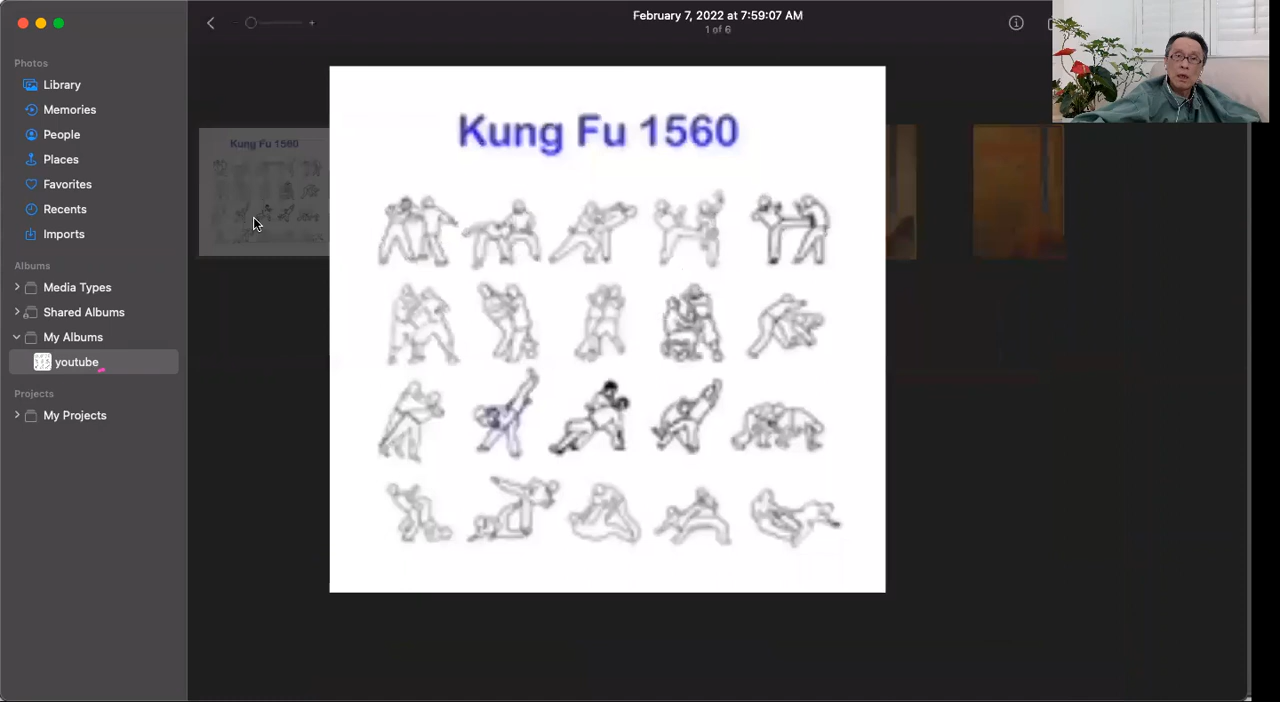 February 7, 2022 at 7:59:07 AM
1 of 6
Photos
Library
Memories
People
Places
Favorites
Recents
Imports
Albums
Media Types
Shared Albums
My Albums
youtube
Projects
My Projects
Kung Fu 1560
Kung Fu 1560